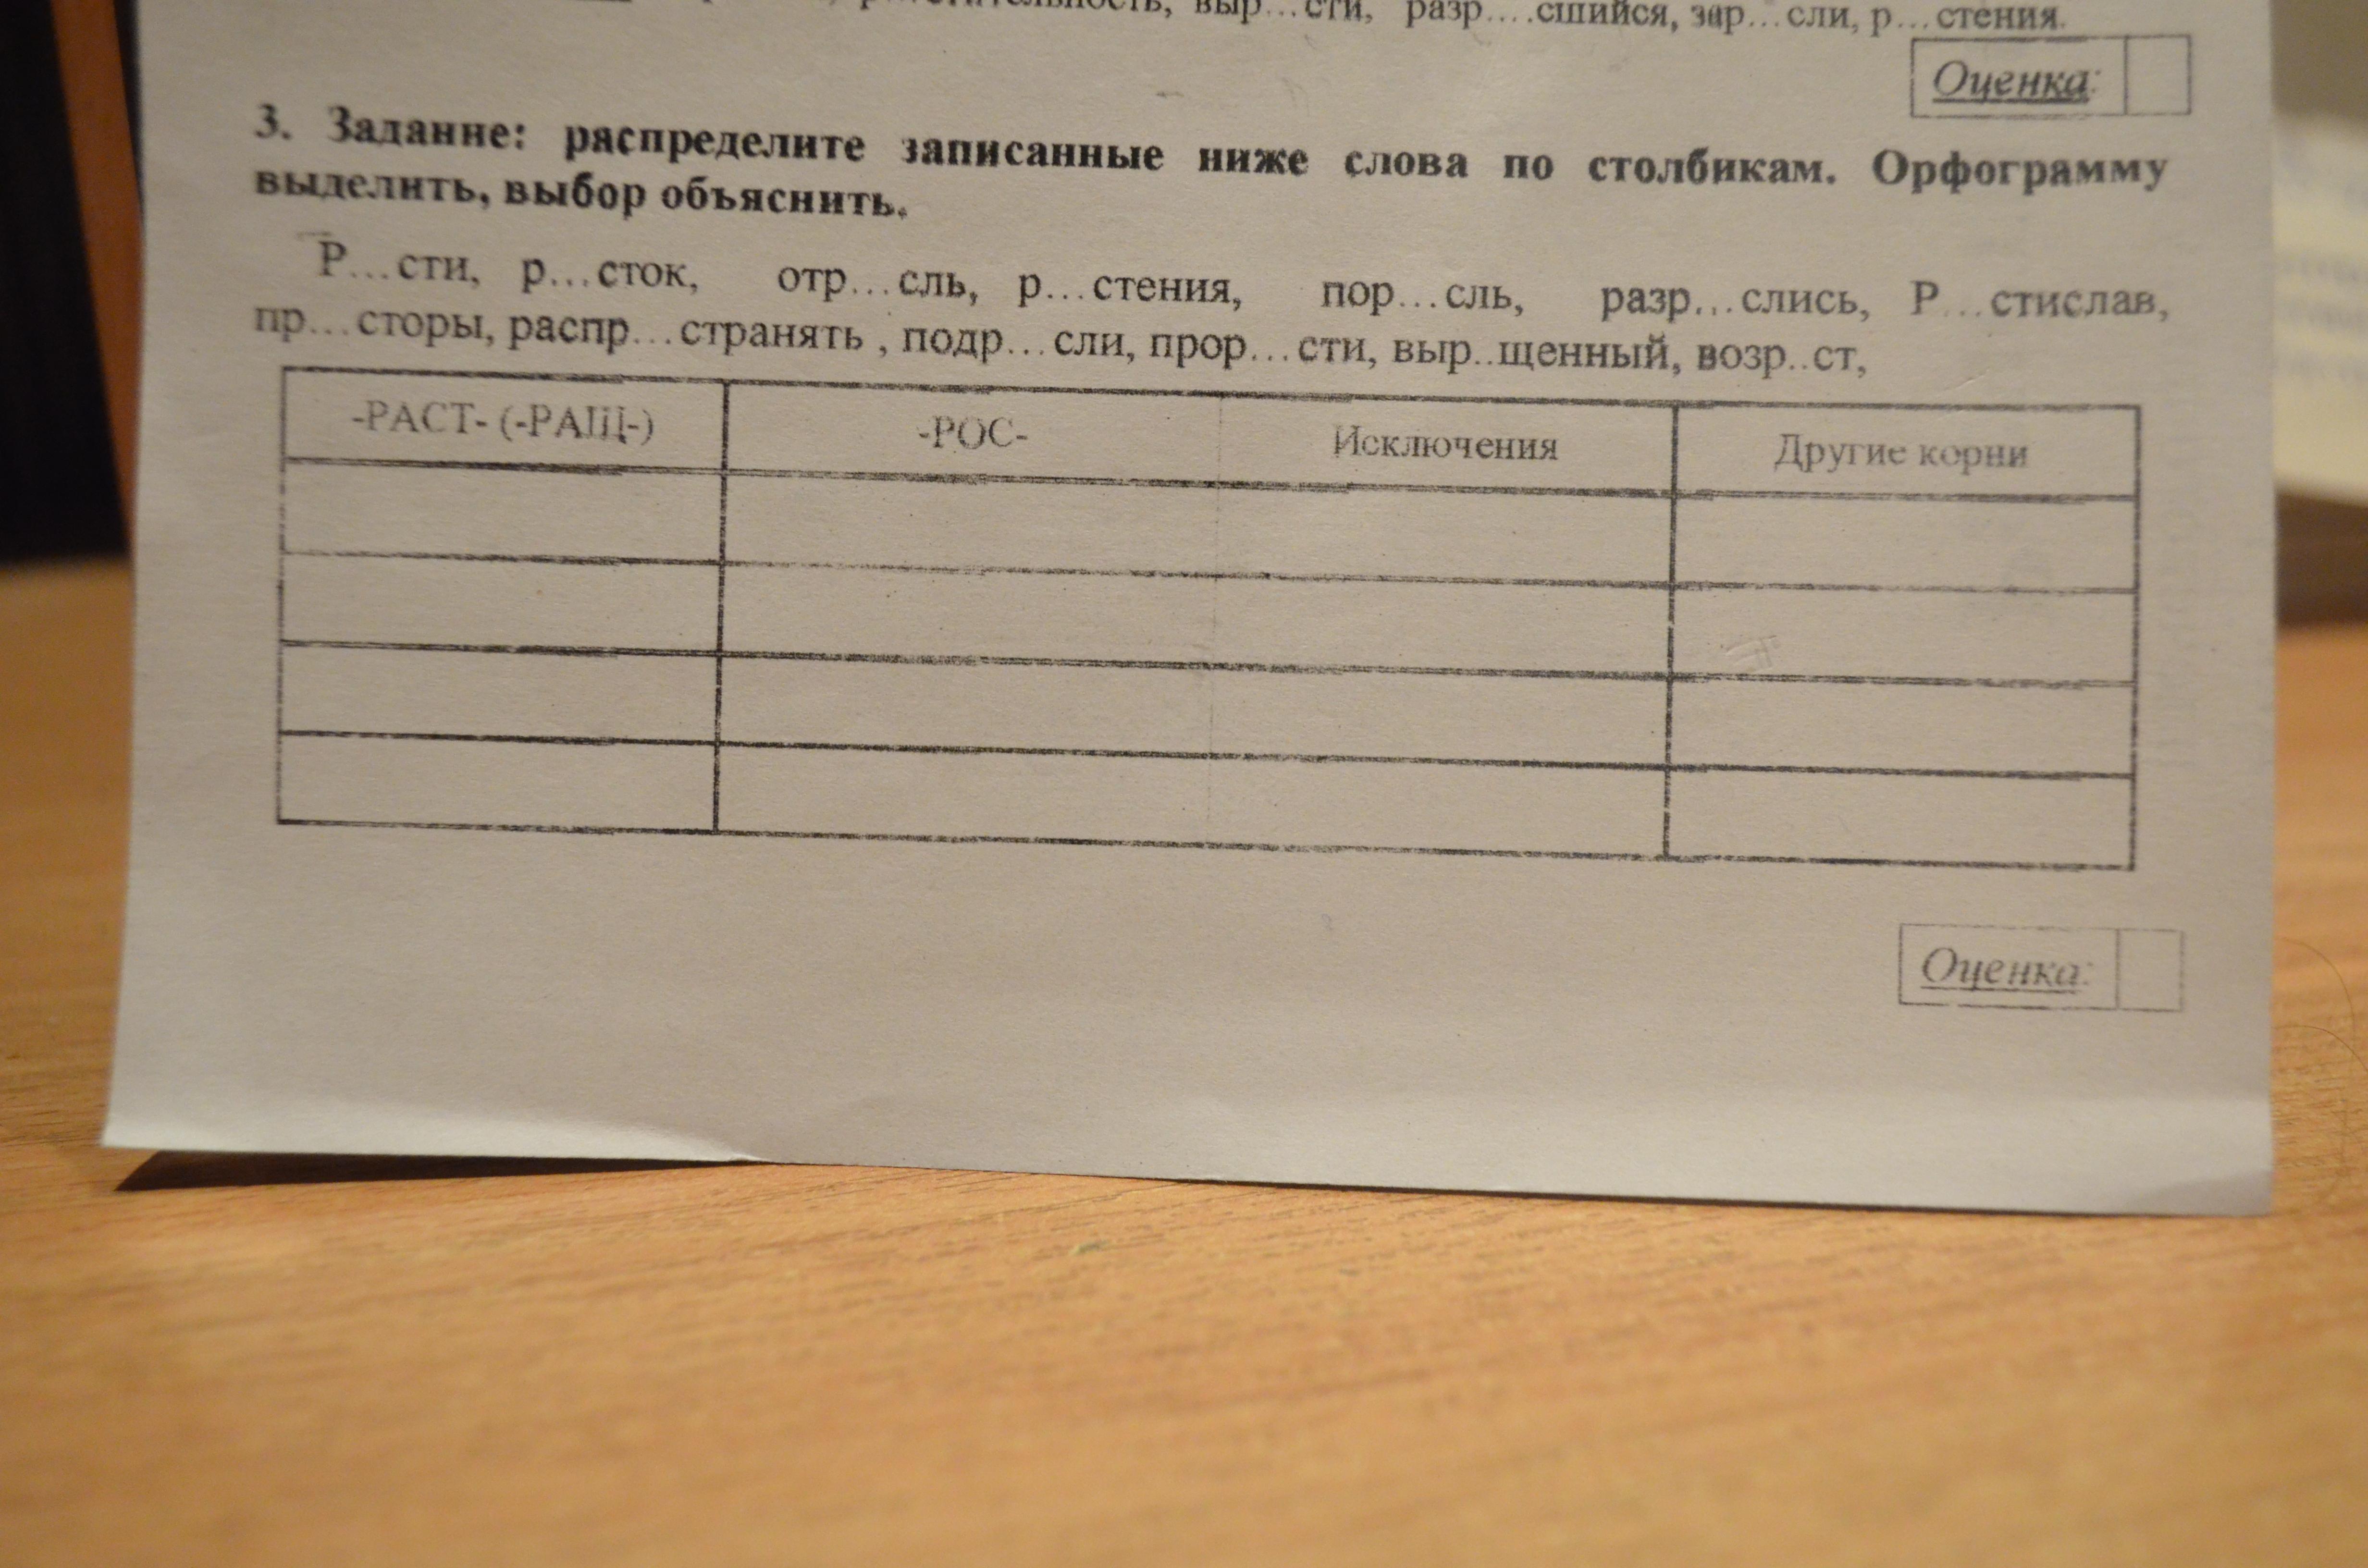 выр...сти, разр....сшийся, зар...сли, р...стения.
Оценка:
3. Задание: распределите записанные ниже слова по столбикам. Орфограмму
выделить, выбор объяснить.
Р...сти, р...сток, отр...сль, р...стения, пор...сль, разр...слись, Р...стислав,
пр...сторы, распр...странять , подр...сли, прор...сти, выр..щенный, возр..ст,
-РАСТ- (-РАЩ-) -РОС- Исключения Другие корни
Оценка: